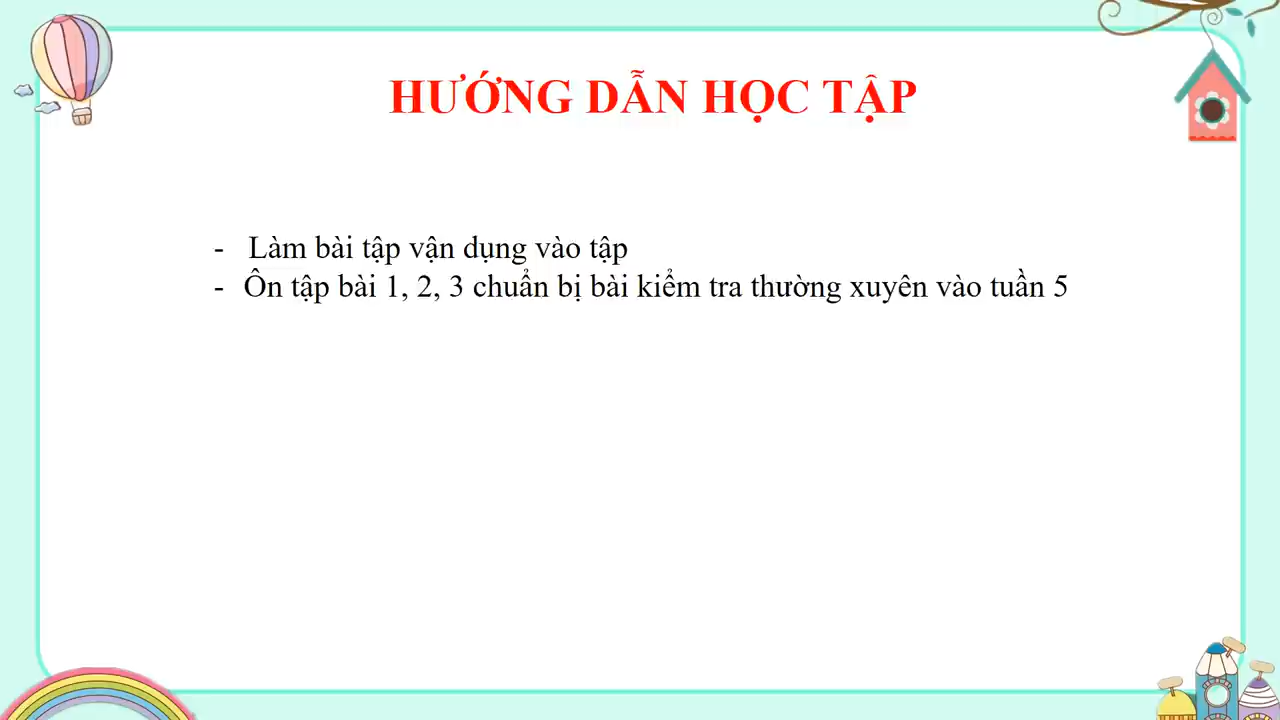 HƯỚNG DẪN HỌC TẬP
- Làm bài tập vận dụng vào tập
- Ôn tập bài 1, 2, 3 chuẩn bị bài kiểm tra thường xuyên vào tuần 5